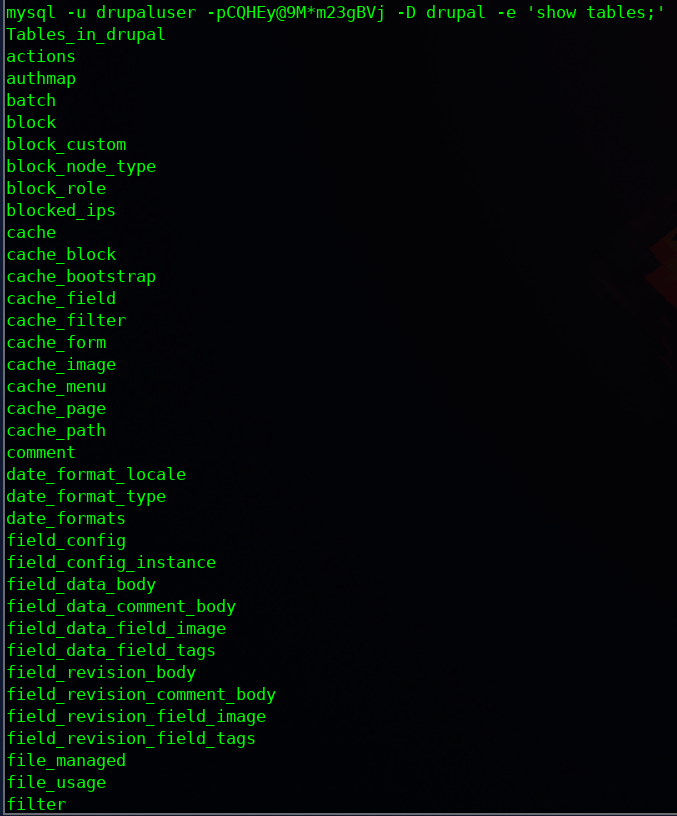 mysql -u drupaluser -pCQHEy@9M*m23gBVj -D drupal -e 'show tables;'
Tables_in_drupal
actions
authmap
batch
block
block_custom
block_node_type
block_role
blocked_ips
cache
cache_block
cache_bootstrap
cache_field
cache_filter
cache_form
cache_image
cache_menu
cache_page
cache_path
comment
date_format_locale
date_format_type
date_formats
field_config
field_config_instance
field_data_body
field_data_comment_body
field_data_field_image
field_data_field_tags
field_revision_body
field_revision_comment_body
field_revision_field_image
field_revision_field_tags
file_managed
file_usage
filter